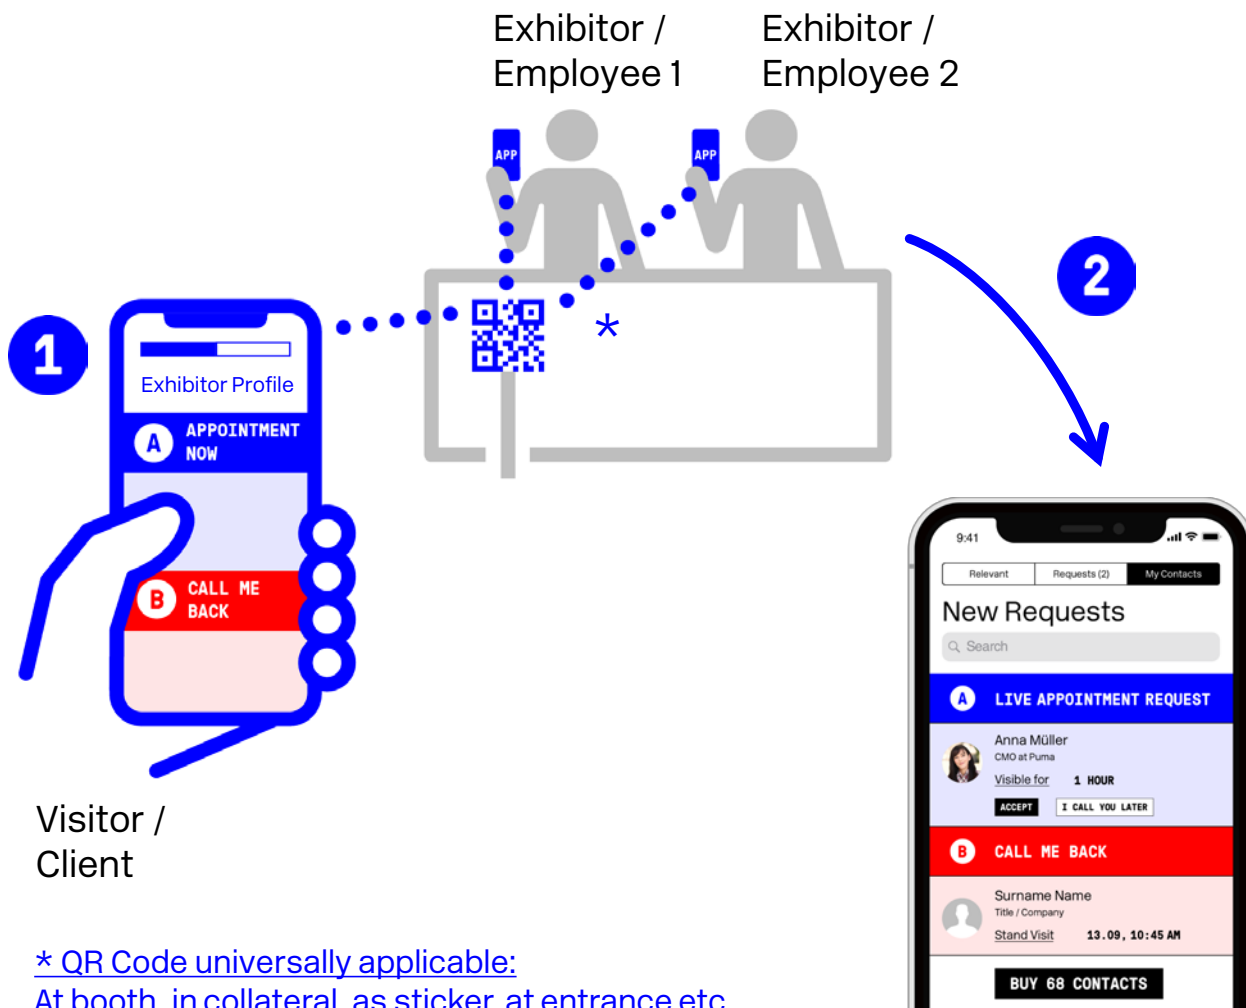 Exhibitor /
Employee 1
Exhibitor /
Employee 2
APP
APP
1
2
*
Exhibitor Profile
A APPOINTMENT
NOW
B CALL ME
BACK
Visitor /
Client
* QR Code universally applicable:
At booth, in collateral, as sticker, at entrance etc.
9:41
Relevant Requests (2) My Contacts
New Requests
Search
A LIVE APPOINTMENT REQUEST
Anna Müller
CMO at Puma
Visible for 1 HOUR
ACCEPT I CALL YOU LATER
B CALL ME BACK
Surname Name
Title / Company
Stand Visit 13.09, 10:45 AM
BUY 68 CONTACTS